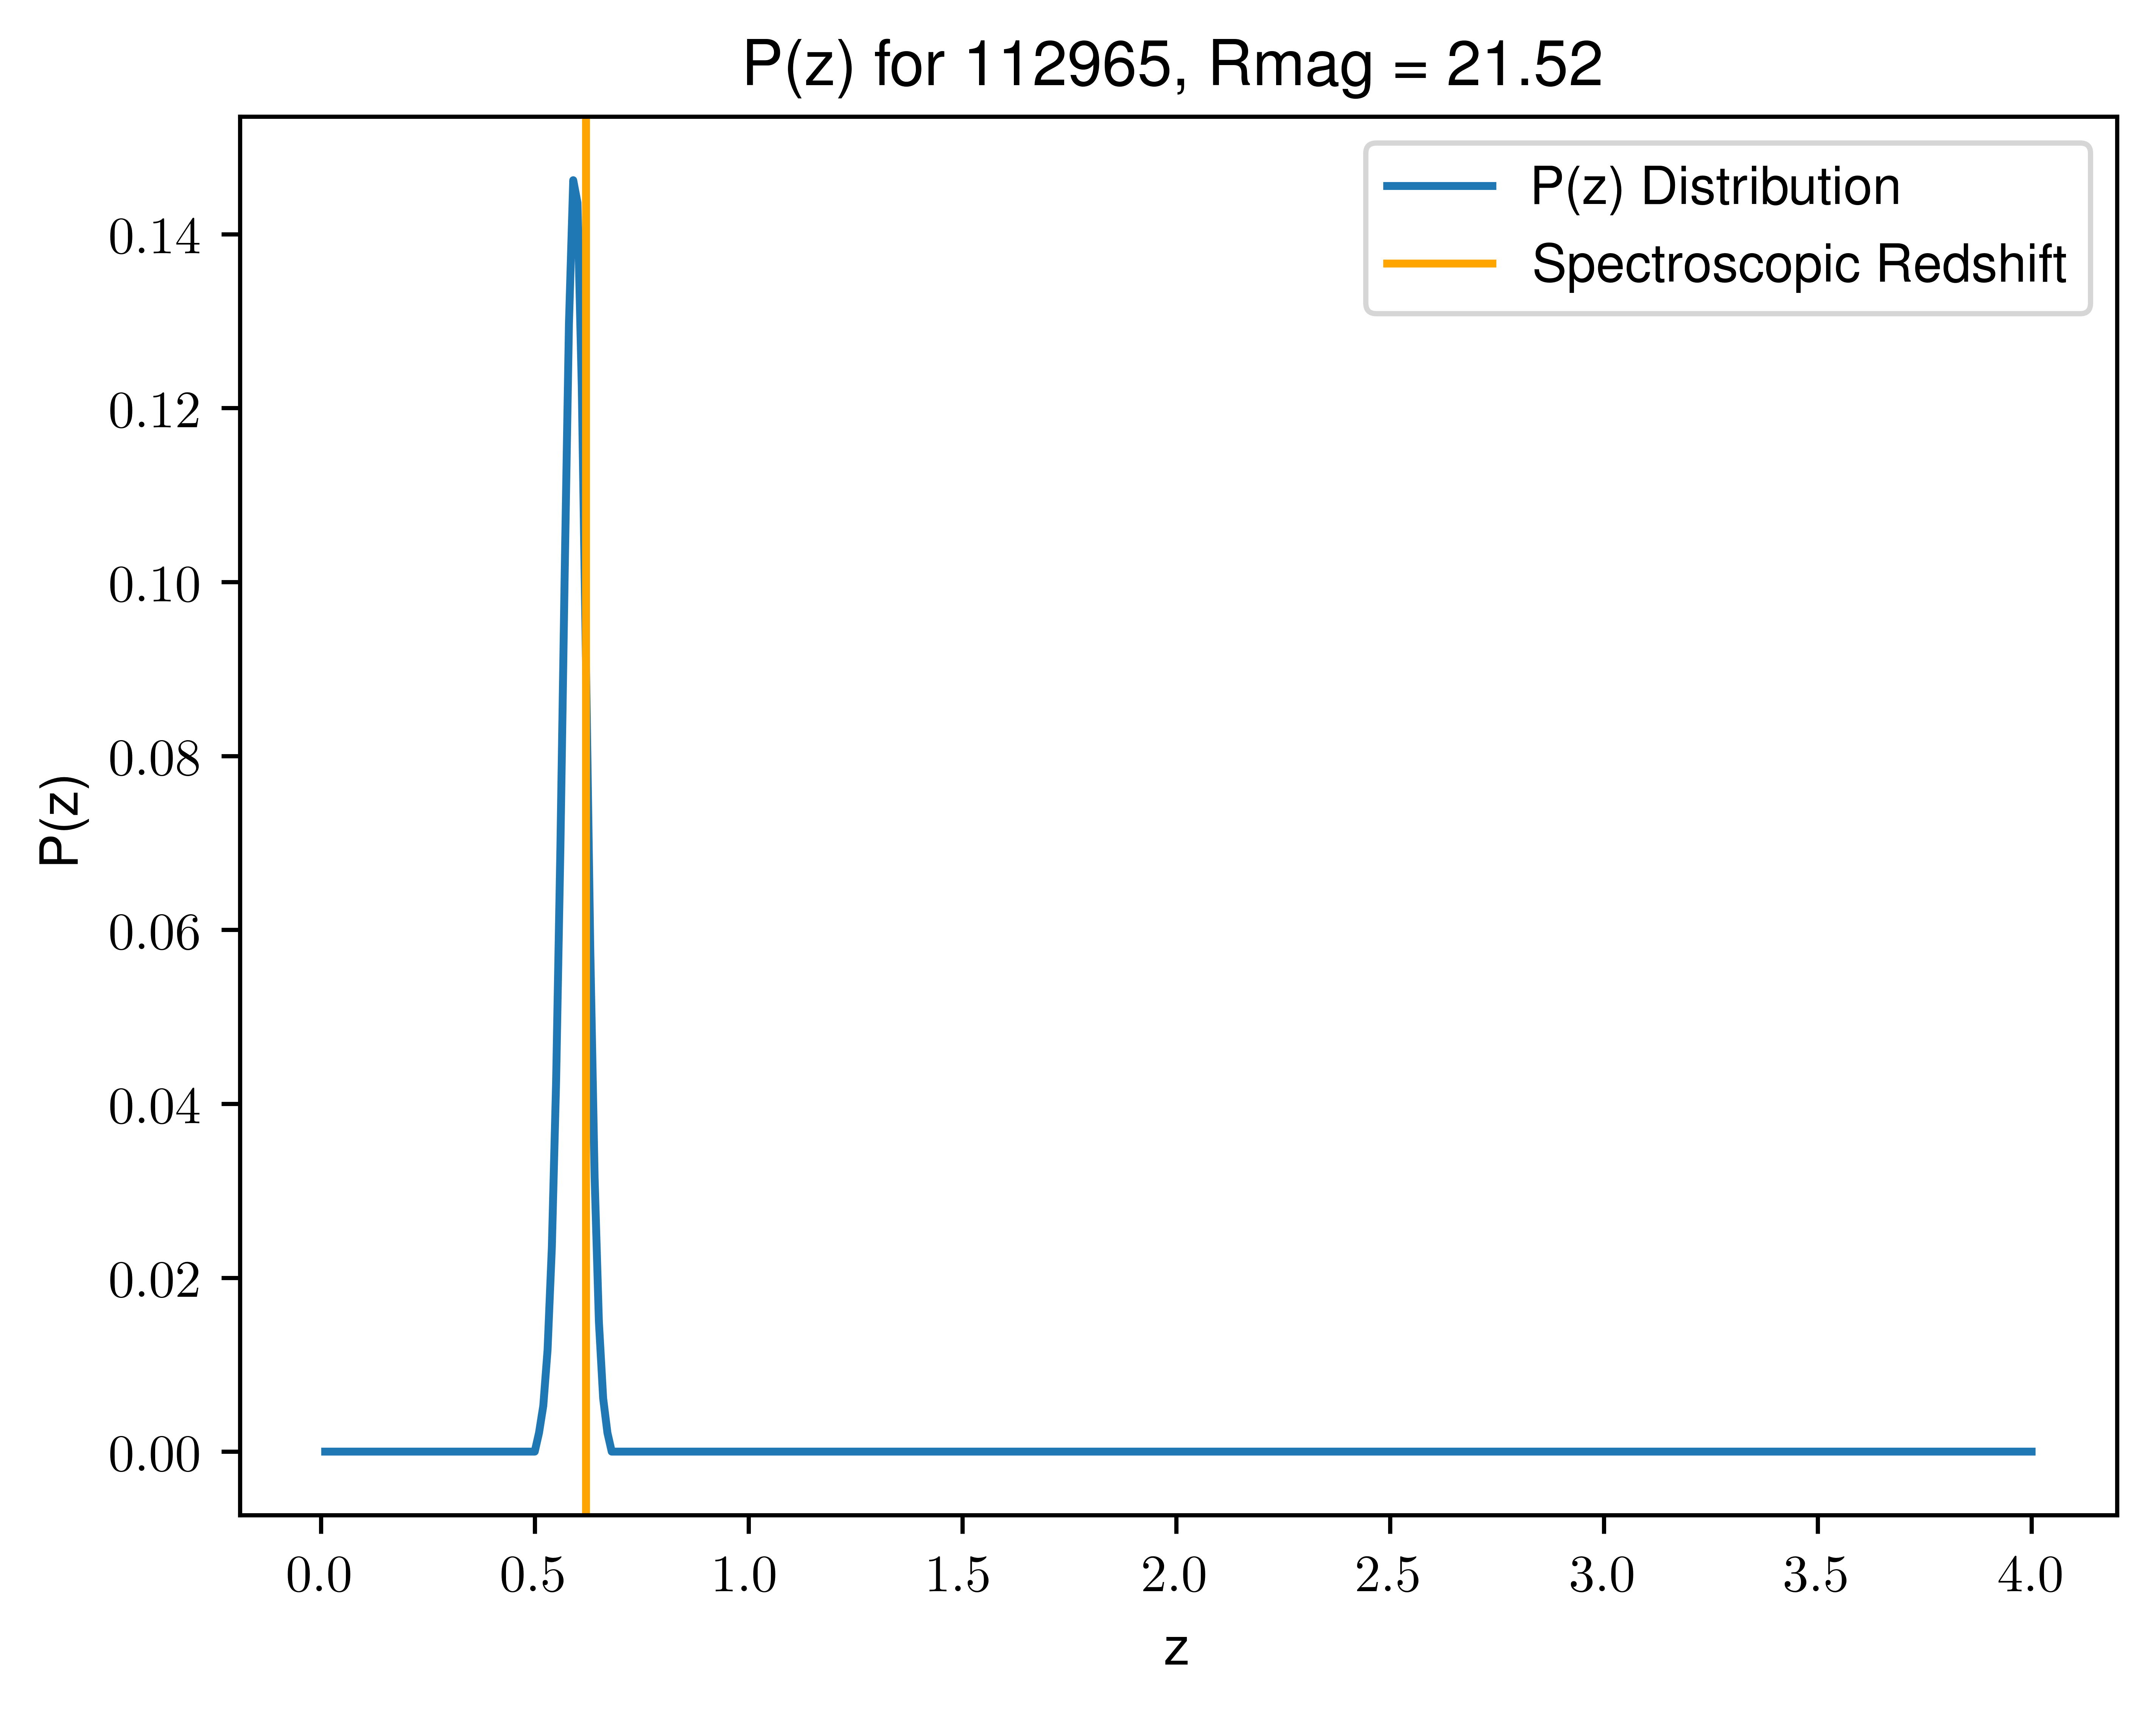 P(z) for 112965, Rmag = 21.52
P(z) Distribution
Spectroscopic Redshift
0.14
0.12
0.10
0.08
0.06
0.04
0.02
0.00
P(z)
0.0 0.5 1.0 1.5 2.0 2.5 3.0 3.5 4.0
z